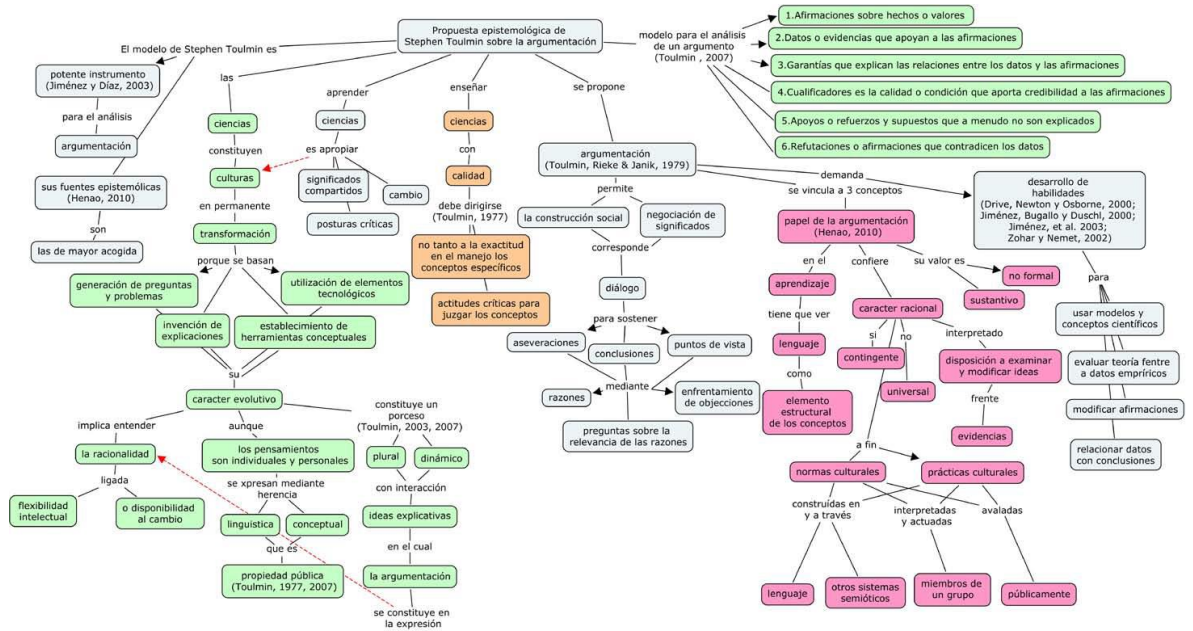 Propuesta epistemológica de
Stephen Toulmin sobre la argumentación
El modelo de Stephen Toulmin es
potente instrumento
(Jiménez y Díaz, 2003)
para el análisis
argumentación
sus fuentes epistemólicas
(Henao, 2010)
son
las de mayor acogida
las
ciencias
constituyen
culturas
en permanente
transformación
porque se basan
generación de preguntas
y problemas
utilización de elementos
tecnológicos
invención de
explicaciones
establecimiento de
herramientas conceptuales
su
caracter evolutivo
implica entender
la racionalidad
ligada
flexibilidad
intelectual
o disponibilidad
al cambio
aunque
los pensamientos
son individuales y personales
se xpresan mediante
herencia
linguistica
conceptual
que es
propiedad pública
(Toulmin, 1977, 2007)
constituye un
porceso
(Toulmin, 2003, 2007)
plural
dinámico
con interacción
ideas explicativas
en el cual
la argumentación
se constituye en
la expresión
aprender
ciencias
es apropiar
significados
compartidos
cambio
posturas críticas
enseñar
ciencias
con
calidad
debe dirigirse
(Toulmin, 1977)
no tanto a la exactitud
en el manejo los
conceptos específicos
actitudes críticas para
juzgar los conceptos
se propone
argumentación
(Toulmin, Rieke & Janik, 1979)
permite
la construcción social
negociación de
significados
corresponde
diálogo
para sostener
aseveraciones
conclusiones
puntos de vista
mediante
razones
enfrentamiento
de objecciones
preguntas sobre la
relevancia de las razones
modelo para el análisis
de un argumento
(Toulmin , 2007)
1.Afirmaciones sobre hechos o valores
2.Datos o evidencias que apoyan a las afirmaciones
3.Garantías que explican las relaciones entre los datos y las afirmaciones
4.Cualificadores es la calidad o condición que aporta credibilidad a las afirmaciones
5.Apoyos o refuerzos y supuestos que a menudo no son explicados
6.Refutaciones o afirmaciones que contradicen los datos
demanda
se vincula a 3 conceptos
papel de la argumentación
(Henao, 2010)
en el
aprendizaje
tiene que ver
lenguaje
como
elemento
estructural
de los conceptos
confiere
caracter racional
si
contingente
no
universal
interpretado
disposición a examinar
y modificar ideas
frente
evidencias
su valor es
no formal
sustantivo
a fin
normas culturales
prácticas culturales
construídas en
y a través
interpretadas
y actuadas
avaladas
lenguaje
otros sistemas
semióticos
miembros de
un grupo
públicamente
desarrollo de
habilidades
(Drive, Newton y Osborne, 2000;
Jiménez, Bugallo y Duschl, 2000;
Jiménez, et al. 2003;
Zohar y Nemet, 2002)
para
usar modelos y
conceptos científicos
evaluar teoría fentre
a datos empríricos
modificar afirmaciones
relacionar datos
con conclusiones